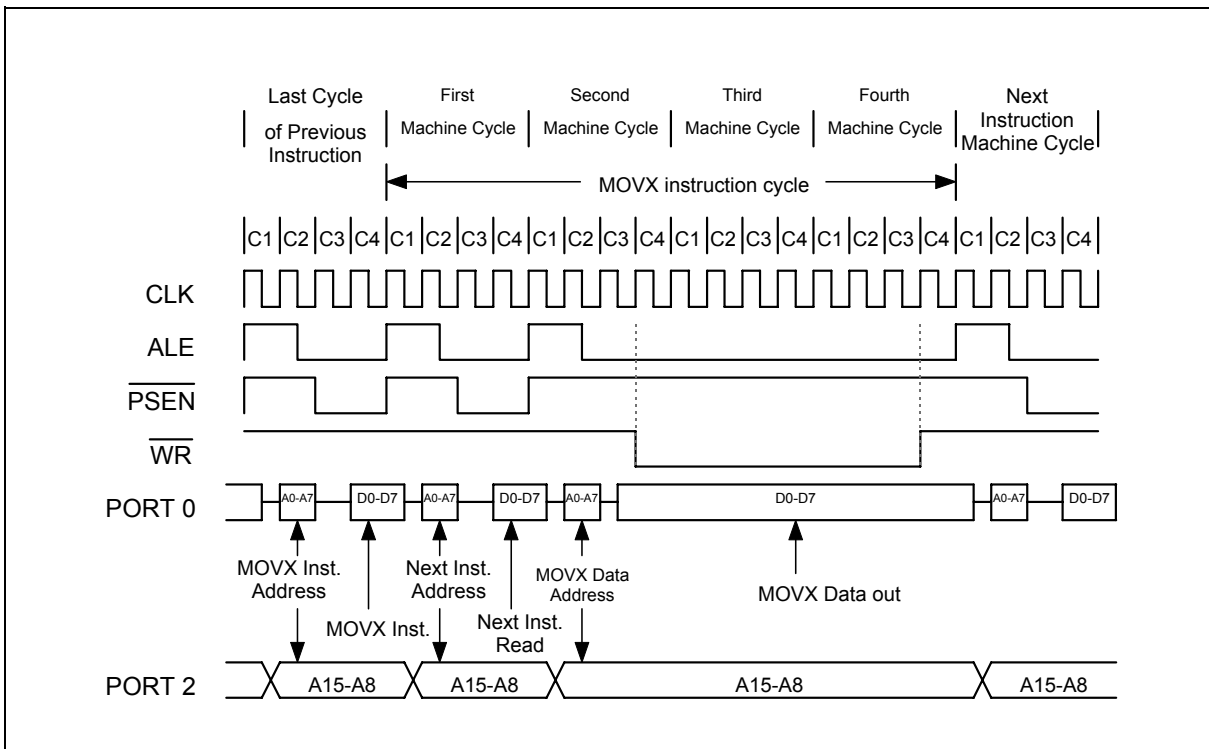 Last Cycle of Previous Instruction
First Machine Cycle
Second Machine Cycle
Third Machine Cycle
Fourth Machine Cycle
Next Instruction Machine Cycle
MOVX instruction cycle
C1 C2 C3 C4 C1 C2 C3 C4 C1 C2 C3 C4 C1 C2 C3 C4 C1 C2 C3 C4 C1 C2 C3 C4
CLK
ALE
PSEN
WR
PORT 0 A0-A7 D0-D7 A0-A7 D0-D7 A0-A7 D0-D7 A0-A7 D0-D7
MOVX Inst. Address
MOVX Inst.
Next Inst. Address
Next Inst. Read
MOVX Data Address
MOVX Data out
PORT 2 A15-A8 A15-A8 A15-A8 A15-A8